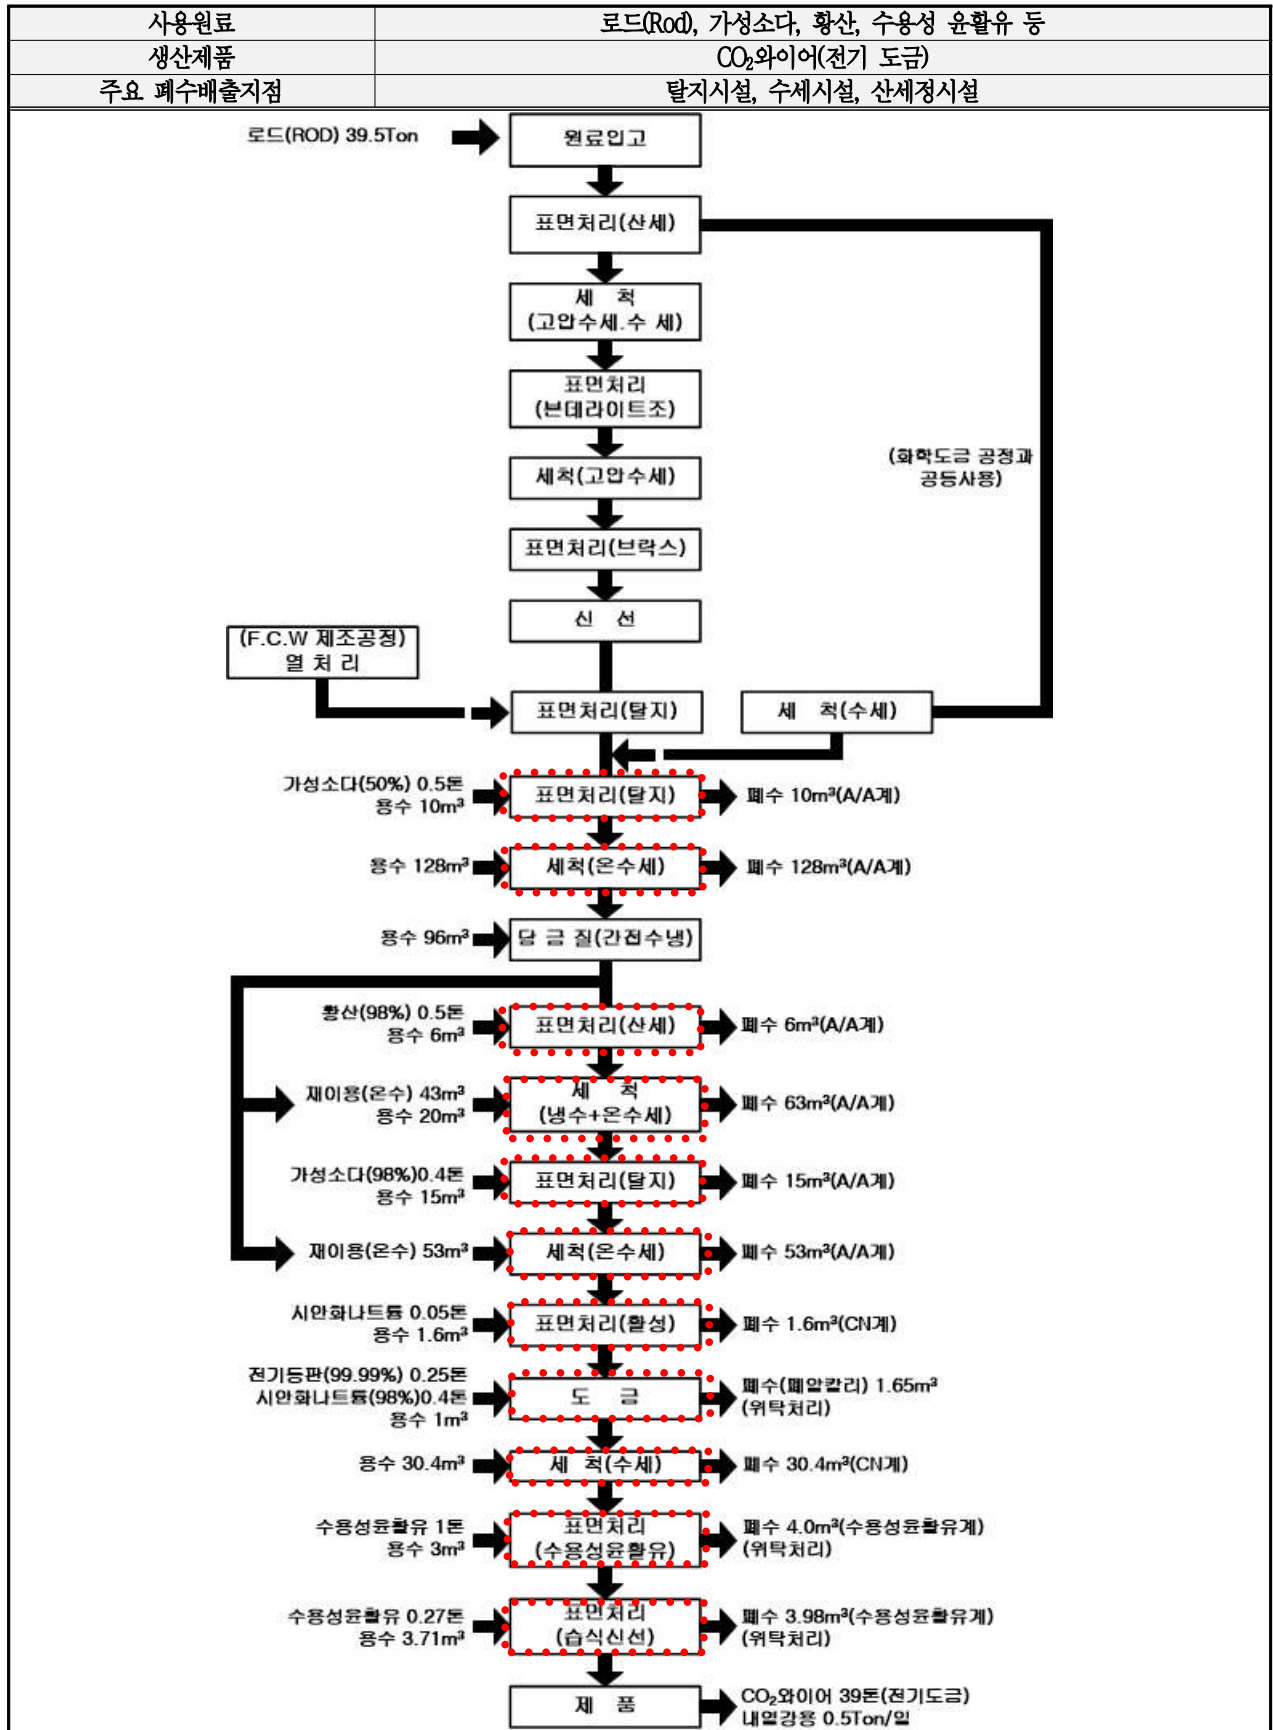 사용원료 로드(Rod), 가성소다, 황산, 수용성 윤활유 등
생산제품 CO₂와이어(전기 도금)
주요 폐수배출지점 탈지시설, 수세시설, 산세정시설
로드(ROD) 39.5Ton
원료입고
표면처리(산세)
세 척
(고압수세.수 세)
표면처리
(본데라이트조)
(화학도금 공정과
공등사용)
세척(고압수세)
표면처리(브락스)
신 선
(F.C.W 제조공정)
열 처 리
표면처리(탈지)
세 척(수세)
가성소다(50%) 0.5톤
용수 10m³
표면처리(탈지)
폐수 10m³(A/A계)
용수 128m³
세척(온수세)
폐수 128m³(A/A계)
용수 96m³
담 금 질(간전수냉)
황산(98%) 0.5톤
용수 6m³
표면처리(산세)
폐수 6m³(A/A계)
재이용(온수) 43m³
용수 20m³
세 척
(냉수+온수세)
폐수 63m³(A/A계)
가성소다(98%)0.4톤
용수 15m³
표면처리(탈지)
폐수 15m³(A/A계)
재이용(온수) 53m³
세척(온수세)
폐수 53m³(A/A계)
시안화나트륨 0.05톤
용수 1.6m³
표면처리(활성)
폐수 1.6m³(CN계)
전기동판(99.99%) 0.25톤
시안화나트륨(98%)0.4톤
용수 1m³
도 금
폐수(폐알칼리) 1.65m³
(위탁처리)
용수 30.4m³
세 척(수세)
폐수 30.4m³(CN계)
수용성윤활유 1톤
용수 3m³
표면처리
(수용성윤활유)
폐수 4.0m³(수용성윤활유계)
(위탁처리)
수용성윤활유 0.27톤
용수 3.71m³
표면처리
(습식신선)
폐수 3.98m³(수용성윤활유계)
(위탁처리)
제 품
CO₂와이어 39톤(전기도금)
내열강용 0.5Ton/일